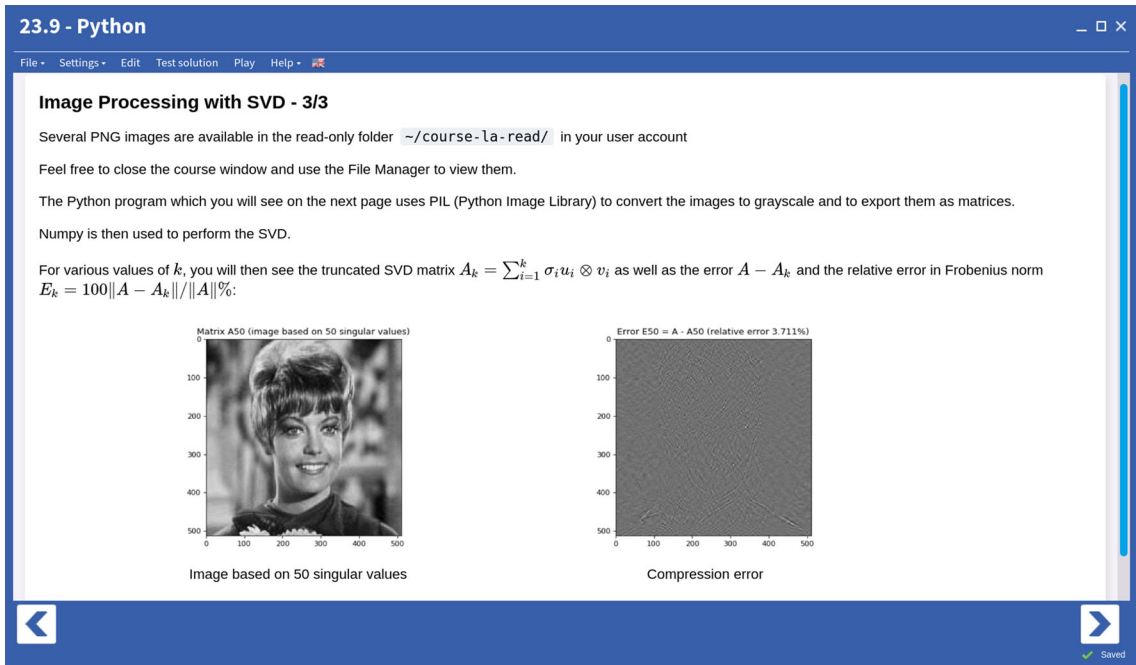 23.9 - Python
File Settings Edit Test solution Play Help
Image Processing with SVD - 3/3
Several PNG images are available in the read-only folder ~/course-la-read/ in your user account
Feel free to close the course window and use the File Manager to view them.
The Python program which you will see on the next page uses PIL (Python Image Library) to convert the images to grayscale and to export them as matrices.
Numpy is then used to perform the SVD.
For various values of k, you will then see the truncated SVD matrix A_k = ∑_{i=1}^k σ_i u_i ⊗ v_i as well as the error A − A_k and the relative error in Frobenius norm
E_k = 100‖A − A_k‖/‖A‖%:
Matrix A50 (image based on 50 singular values)
0
100
200
300
400
500
0 100 200 300 400 500
Image based on 50 singular values
Error E50 = A - A50 (relative error 3.711%)
0
100
200
300
400
500
0 100 200 300 400 500
Compression error
Saved